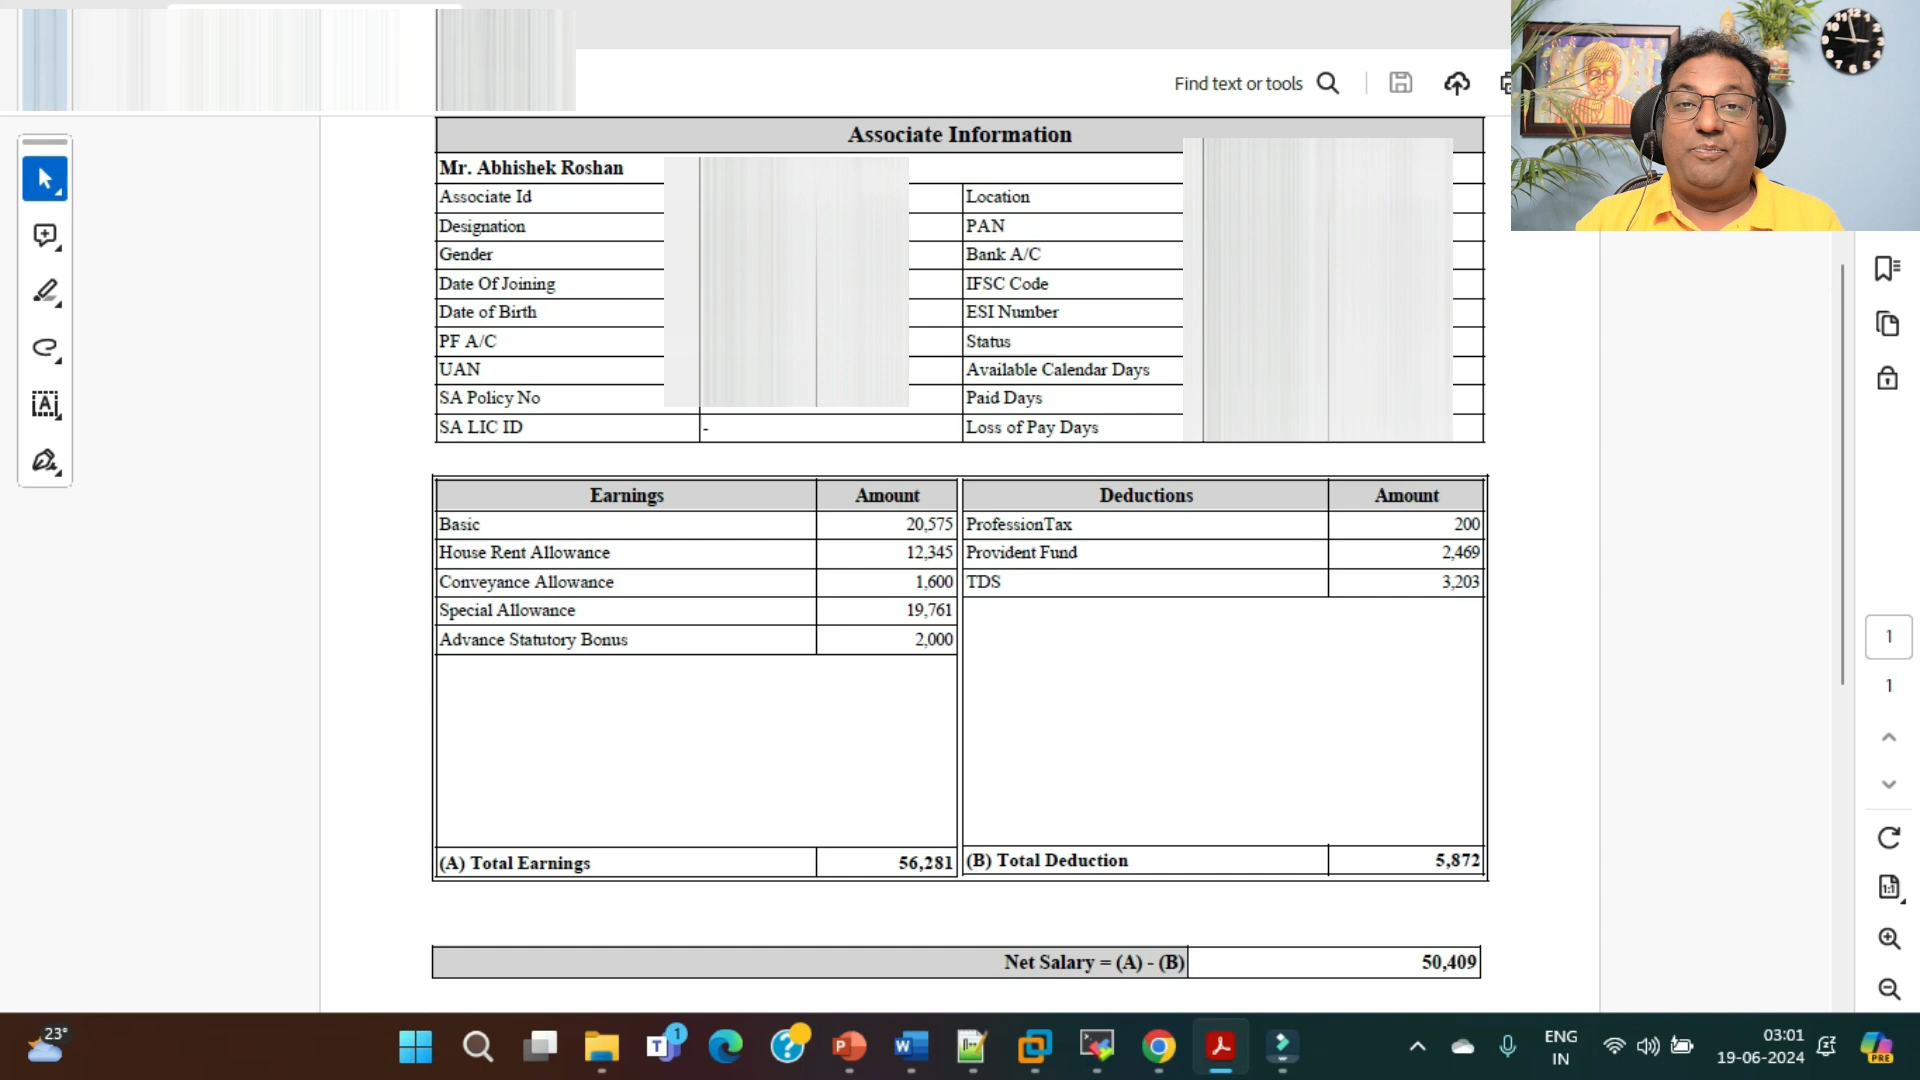 Find text or tools
Associate Information
Mr. Abhishek Roshan
Associate Id Location
Designation PAN
Gender Bank A/C
Date Of Joining IFSC Code
Date of Birth ESI Number
PF A/C Status
UAN Available Calendar Days
SA Policy No Paid Days
SA LIC ID - Loss of Pay Days
Earnings Amount Deductions Amount
Basic 20,575 ProfessionTax 200
House Rent Allowance 12,345 Provident Fund 2,469
Conveyance Allowance 1,600 TDS 3,203
Special Allowance 19,761
Advance Statutory Bonus 2,000
(A) Total Earnings 56,281 (B) Total Deduction 5,872
Net Salary = (A) - (B) 50,409
1
1
23°
1
ENG
IN
03:01
19-06-2024
PRE